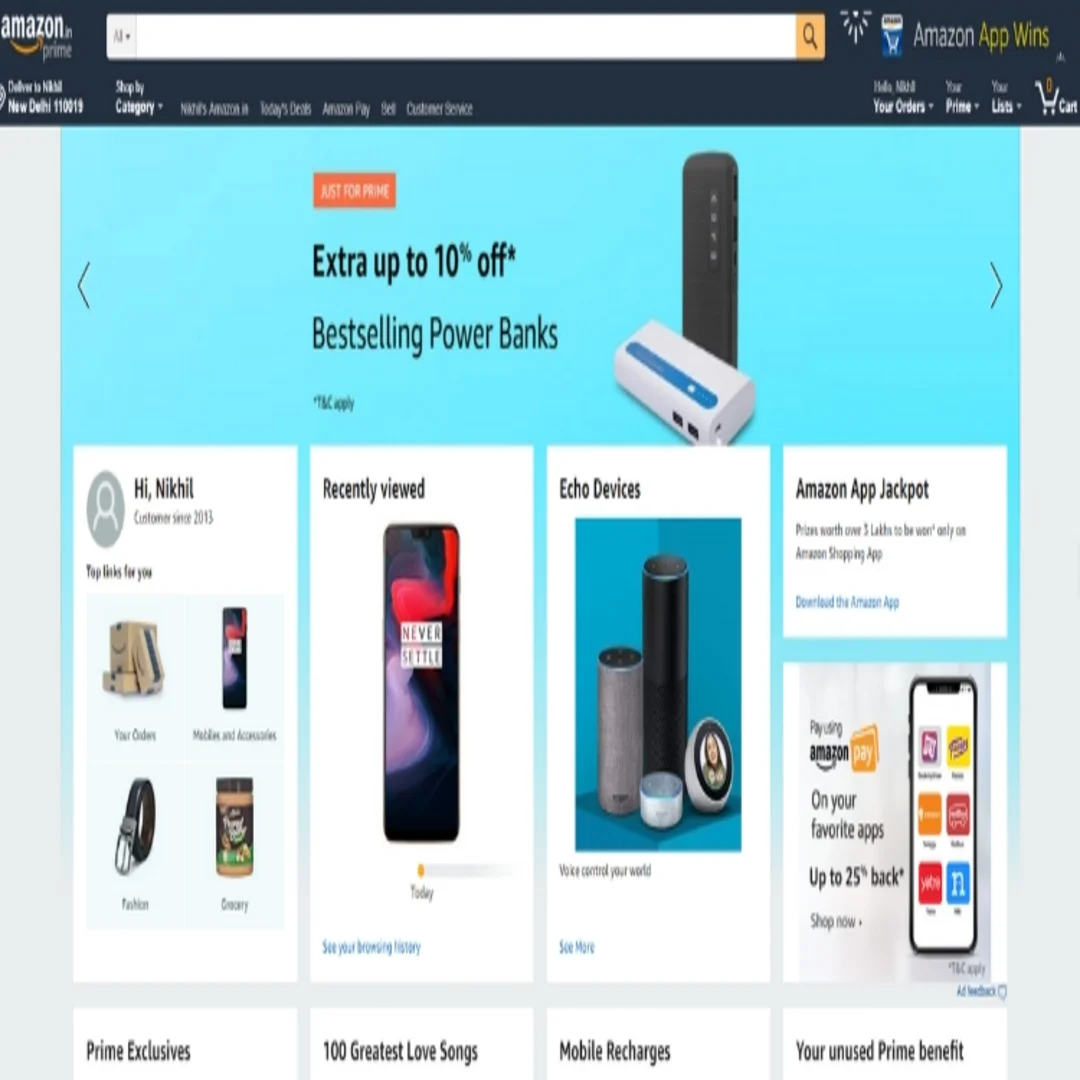 amazon.in
prime
All
Amazon App Wins
Deliver to Nikhil
New Delhi 110019
Shop by
Category
Nikhil's Amazon.in Today's Deals Amazon Pay Sell Customer Service
Hello, Nikhil
Your Orders
Your
Prime
Your
Lists
0
Cart
JUST FOR PRIME
Extra up to 10% off*
Bestselling Power Banks
*T&C apply
Hi, Nikhil
Customer since 2013
Top links for you
Your Orders
Mobiles and Accessories
Fashion
Grocery
Recently viewed
NEVER
SETTLE
Today
See your browsing history
Echo Devices
Voice control your world
See More
Amazon App Jackpot
Prizes worth over 3 Lakhs to be won* only on
Amazon Shopping App
Download the Amazon App
Pay using
amazon pay
On your
favorite apps
Up to 25% back*
Shop now
*T&C apply
Ad feedback
Prime Exclusives
100 Greatest Love Songs
Mobile Recharges
Your unused Prime benefit